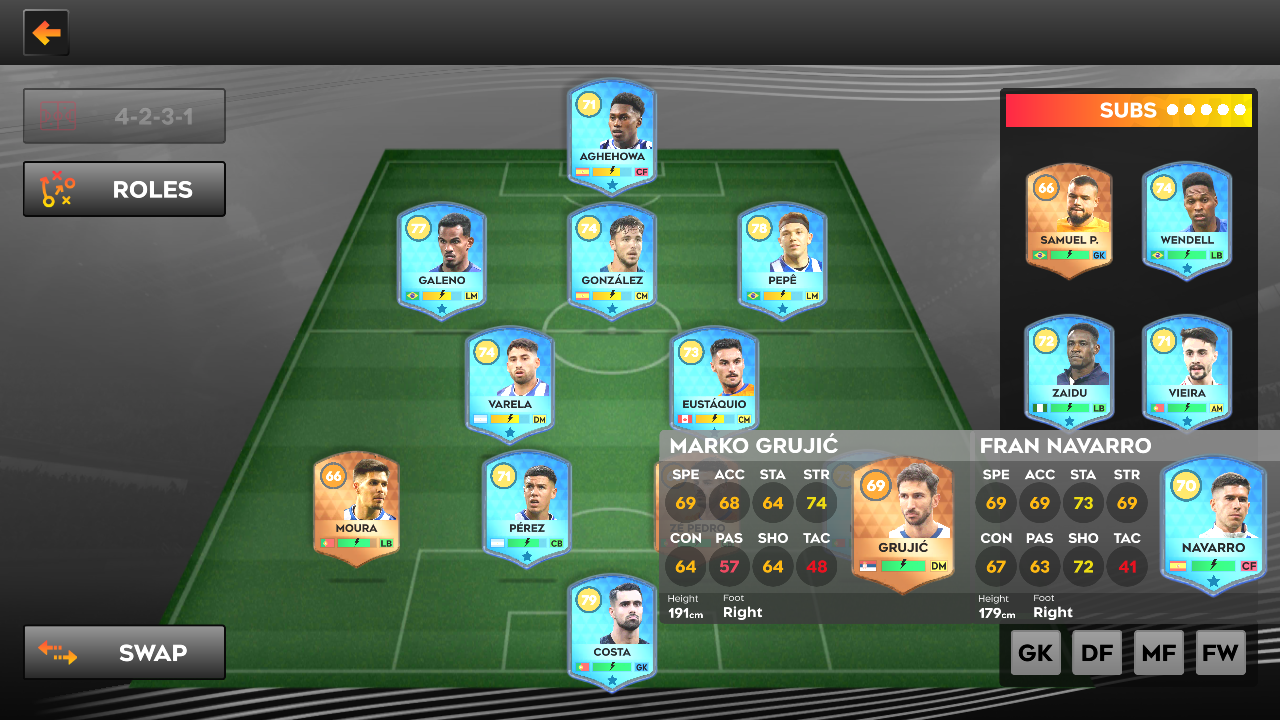 4-2-3-1
ROLES
SWAP
71
AGHEHOWA
CF
77
GALENO
LM
74
GONZÁLEZ
CM
78
PEPÊ
LM
74
VARELA
DM
73
EUSTÁQUIO
CM
66
MOURA
LB
71
PÉREZ
CB
ZÉ PEDRO
79
COSTA
GK
SUBS
66
SAMUEL P.
GK
74
WENDELL
LB
72
ZAIDU
LB
71
VIEIRA
AM
MARKO GRUJIĆ
SPE ACC STA STR
69 68 64 74
CON PAS SHO TAC
64 57 64 48
Height Foot
191cm Right
69
GRUJIĆ
DM
FRAN NAVARRO
SPE ACC STA STR
69 69 73 69
CON PAS SHO TAC
67 63 72 41
Height Foot
179cm Right
70
NAVARRO
CF
GK DF MF FW